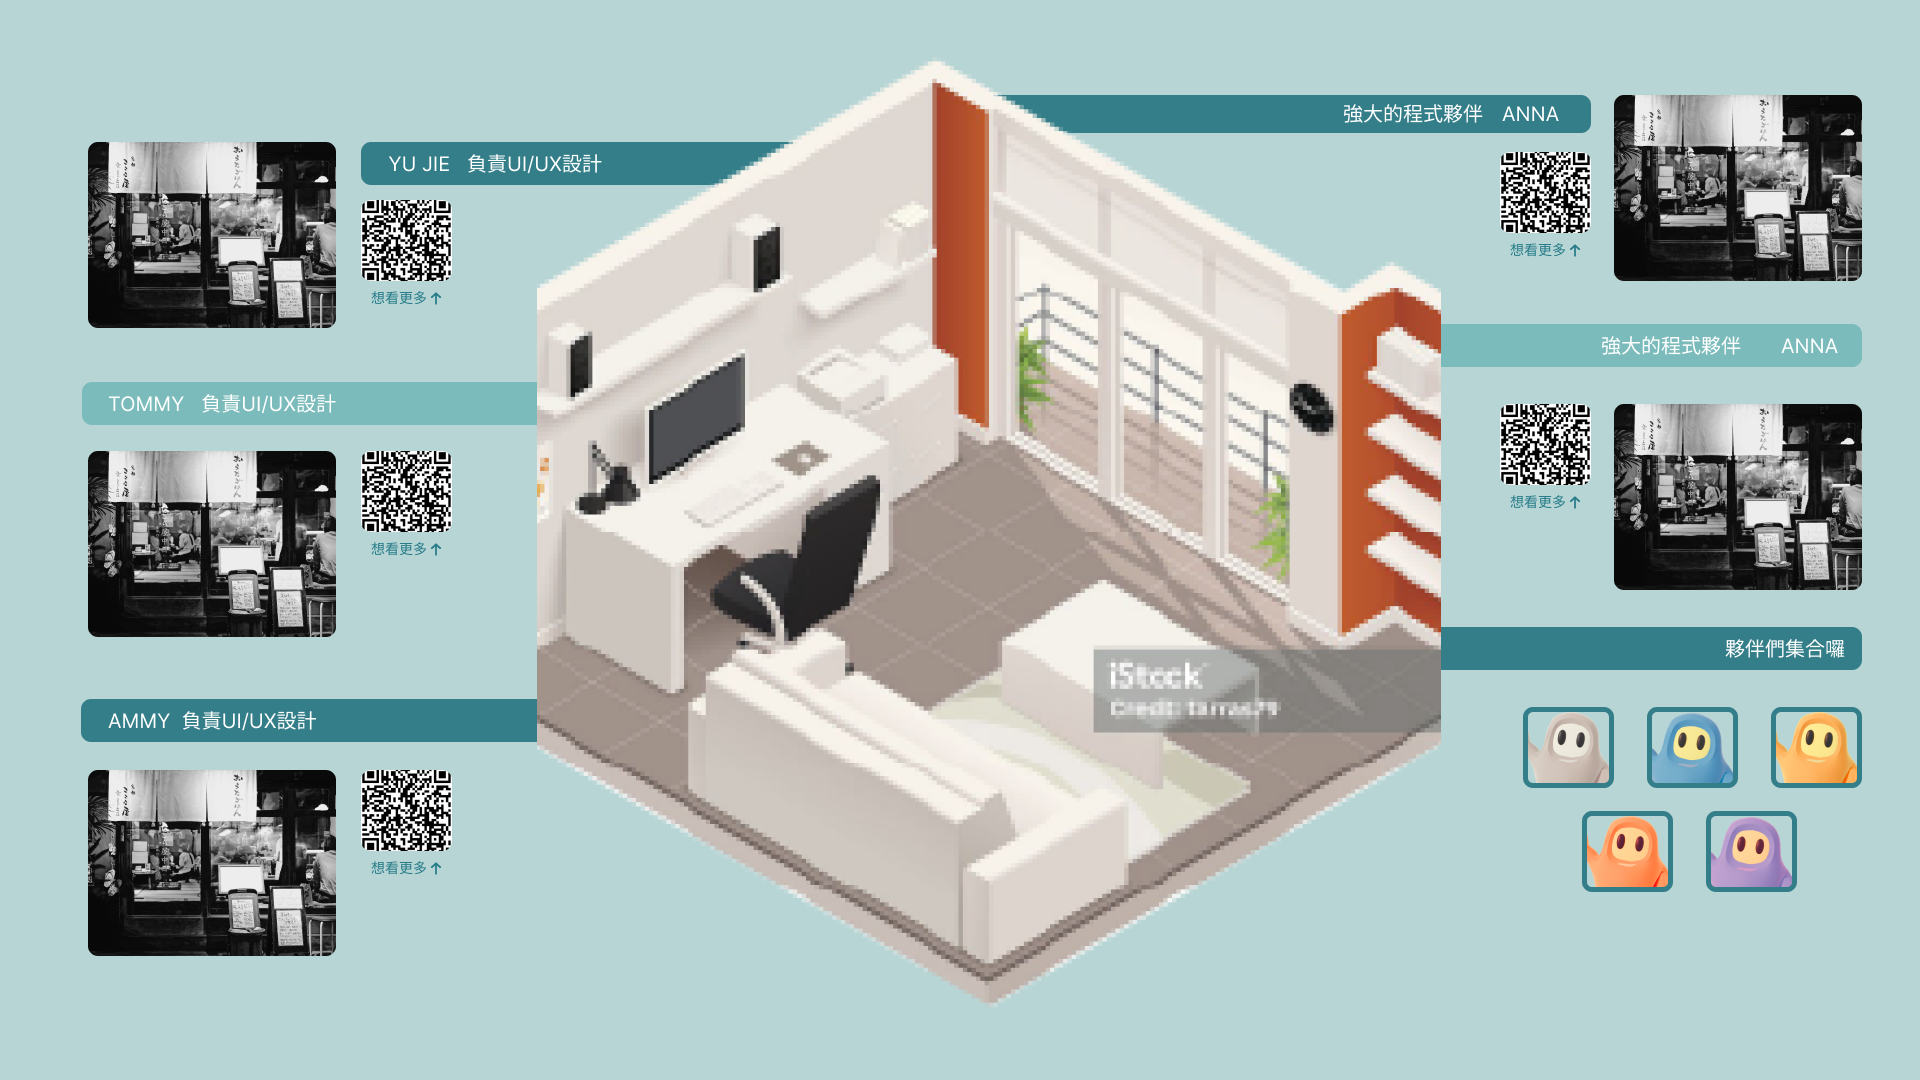 YU JIE 負責UI/UX設計
想看更多↑
TOMMY 負責UI/UX設計
想看更多↑
AMMY 負責UI/UX設計
想看更多↑
強大的程式夥伴 ANNA
想看更多↑
強大的程式夥伴 ANNA
想看更多↑
夥伴們集合囉
iStock
Credit: tarras79